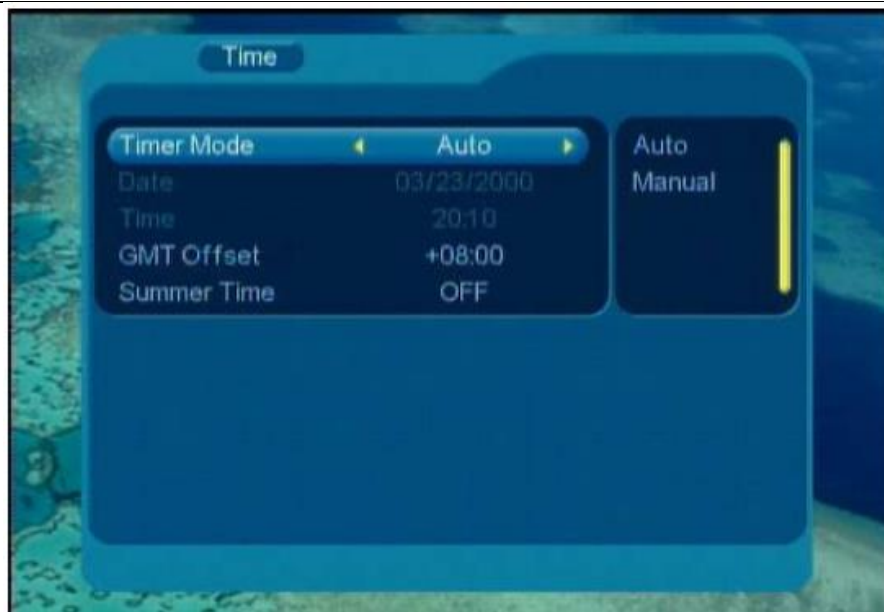 Time
Timer Mode Auto
Date 03/23/2000
Time 20:10
GMT Offset +08:00
Summer Time OFF
Auto
Manual